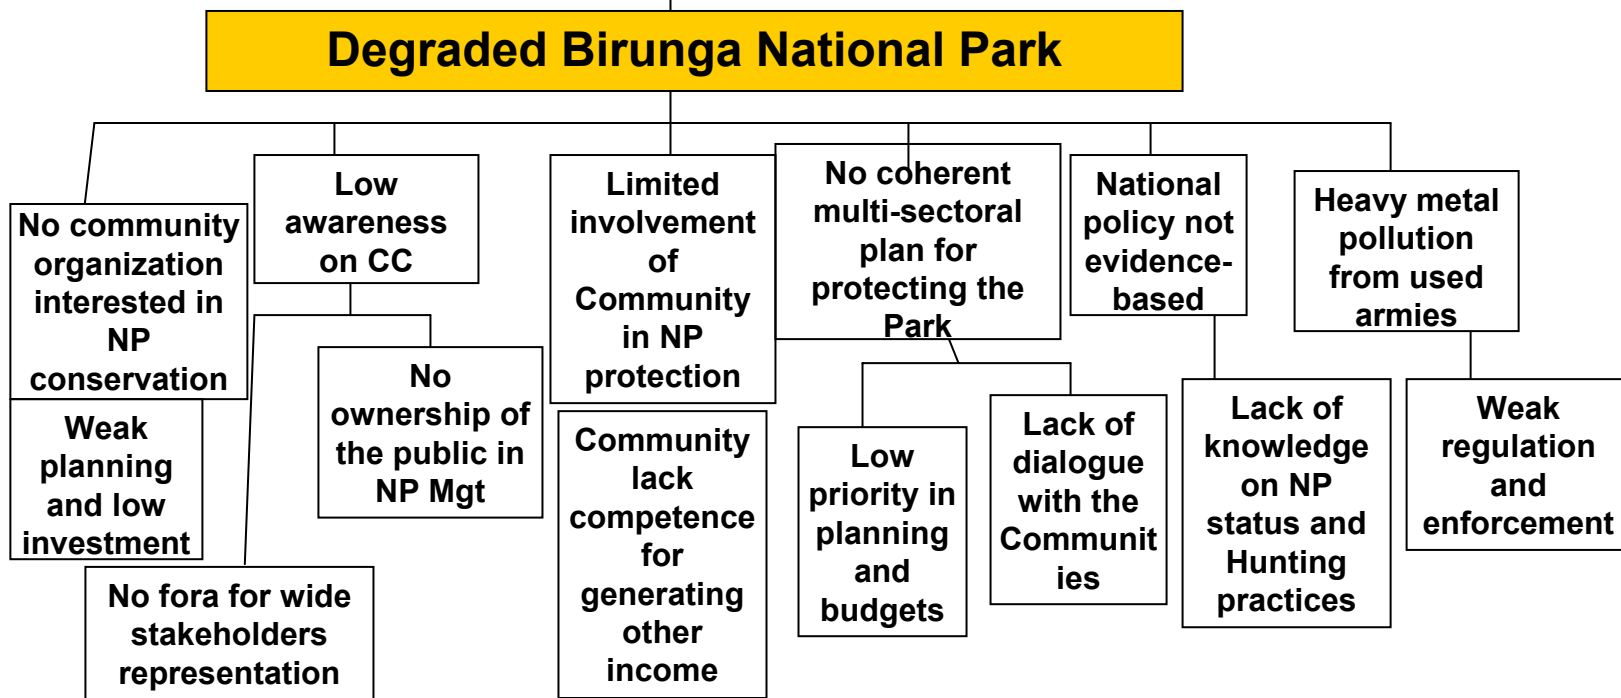 Degraded Birunga National Park
No community
organization
interested in
NP
conservation
Low
awareness
on CC
Limited
involvement
of
Community
in NP
protection
No coherent
multi-sectoral
plan for
protecting the
Park
National
policy not
evidence-
based
Heavy metal
pollution
from used
armies
Weak
planning
and low
investment
No
ownership of
the public in
NP Mgt
Community
lack
competence
for
generating
other
income
Low
priority in
planning
and
budgets
Lack of
dialogue
with the
Communit
ies
Lack of
knowledge
on NP
status and
Hunting
practices
Weak
regulation
and
enforcement
No fora for wide
stakeholders
representation